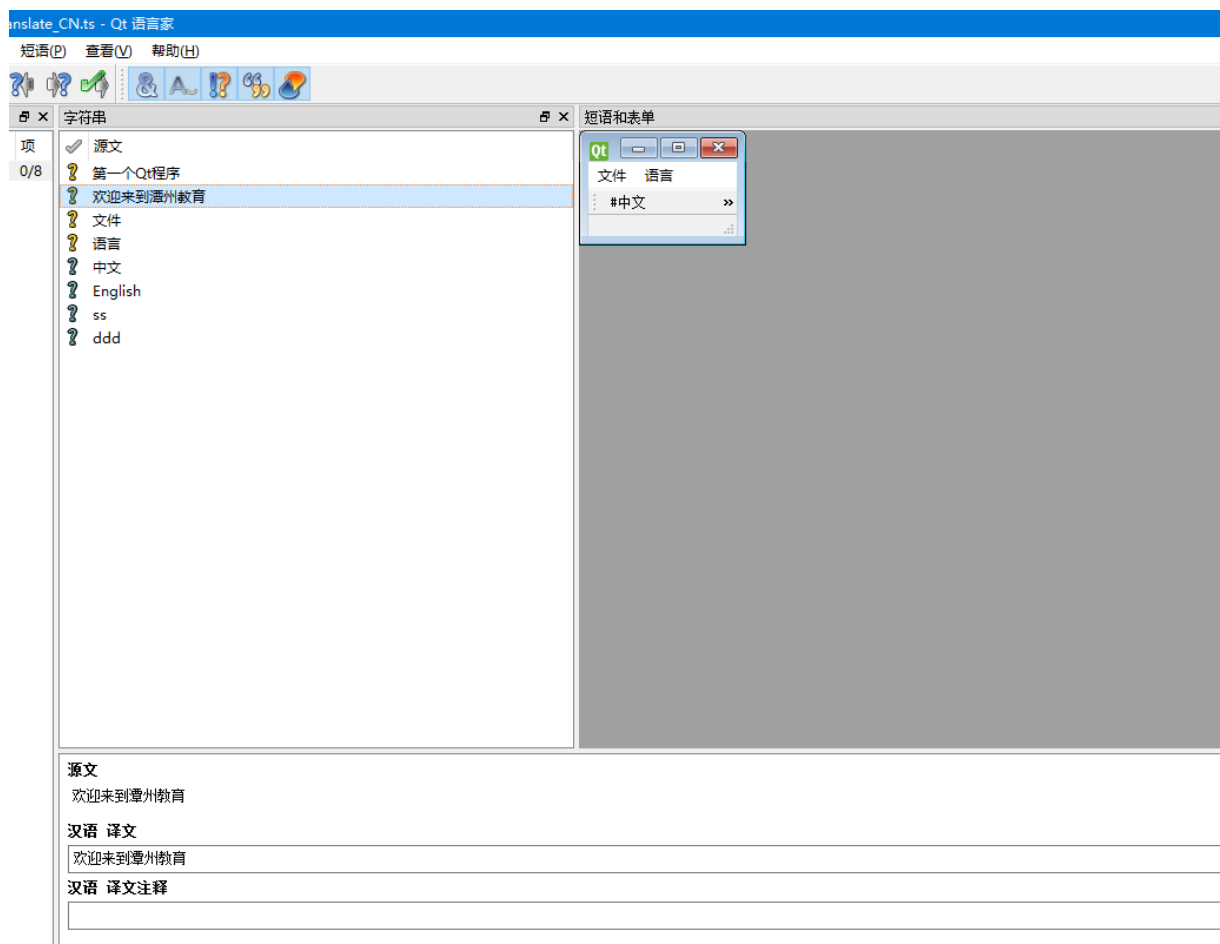 anslate_CN.ts - Qt 语言家
短语(P) 查看(V) 帮助(H)
字符串
短语和表单
项
源文
0/8
第一个Qt程序
欢迎来到潭州教育
文件
语言
中文
English
ss
ddd
Qt
文件 语言
#中文 »
源文
欢迎来到潭州教育
汉语 译文
欢迎来到潭州教育
汉语 译文注释